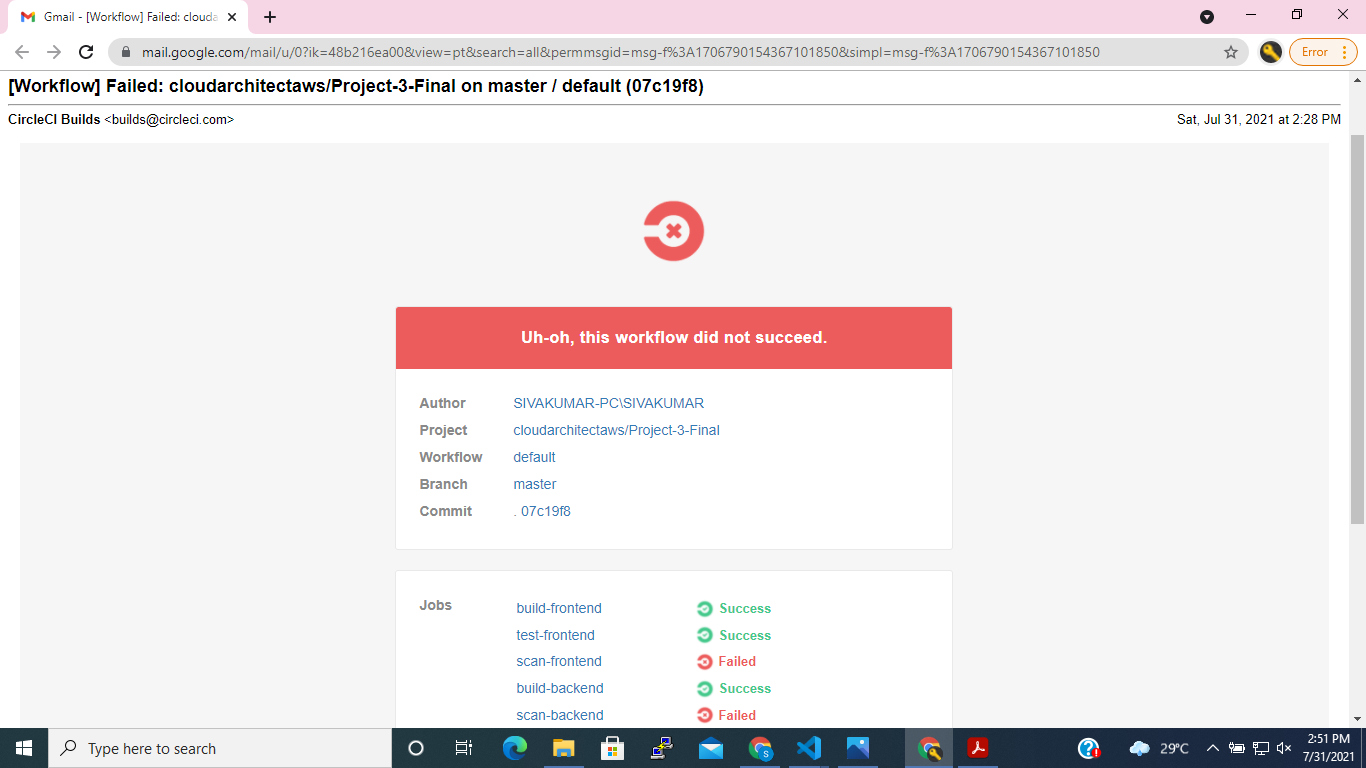 Gmail - [Workflow] Failed: clouda
mail.google.com/mail/u/0?ik=48b216ea00&view=pt&search=all&permmsgid=msg-f%3A1706790154367101850&simpl=msg-f%3A1706790154367101850
Error
[Workflow] Failed: cloudarchitectaws/Project-3-Final on master / default (07c19f8)
CircleCI Builds <builds@circleci.com>
Sat, Jul 31, 2021 at 2:28 PM
Uh-oh, this workflow did not succeed.
Author SIVAKUMAR-PC\SIVAKUMAR
Project cloudarchitectaws/Project-3-Final
Workflow default
Branch master
Commit . 07c19f8
Jobs build-frontend Success
test-frontend Success
scan-frontend Failed
build-backend Success
scan-backend Failed
Type here to search
29°C
2:51 PM
7/31/2021